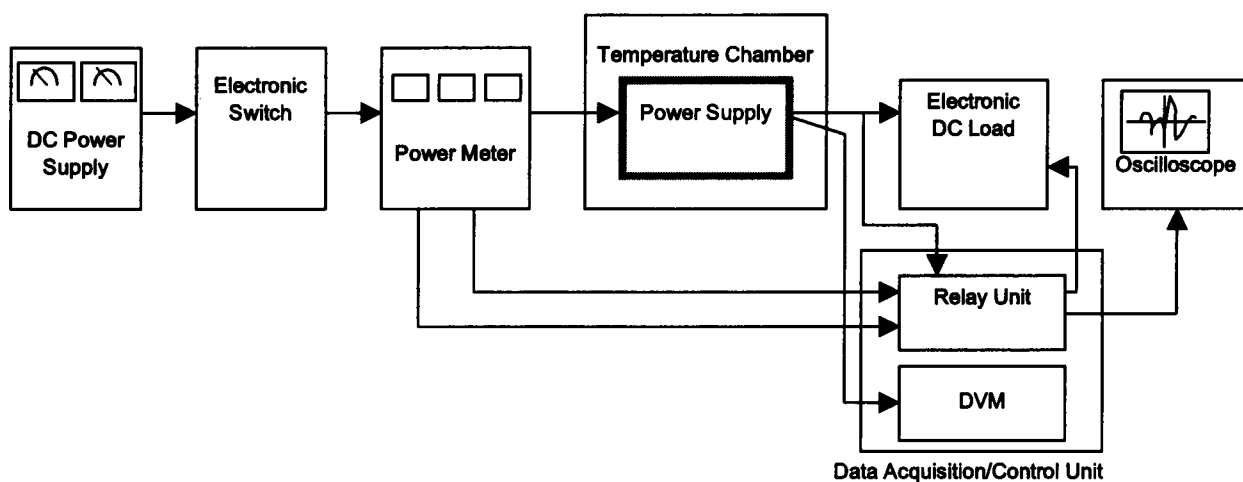 DC Power
Supply
Electronic
Switch
Power Meter
Temperature Chamber
Power Supply
Electronic
DC Load
Oscilloscope
Relay Unit
DVM
Data Acquisition/Control Unit